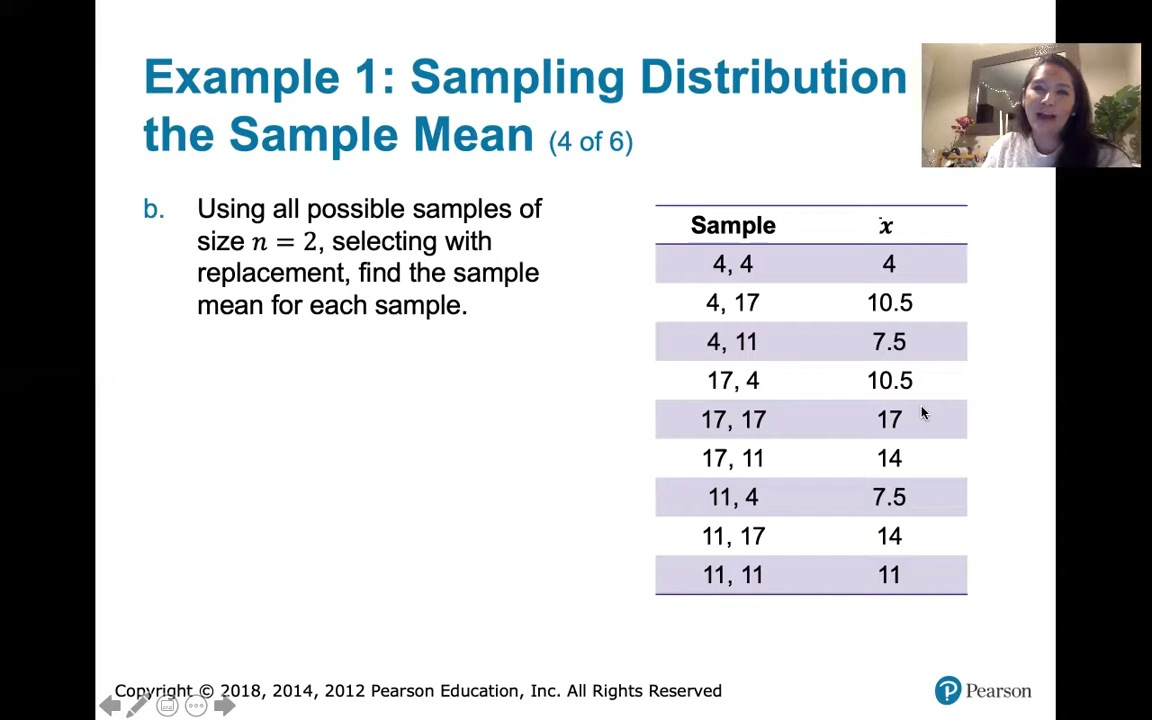 Example 1: Sampling Distribution
the Sample Mean (4 of 6)
b. Using all possible samples of
size n = 2, selecting with
replacement, find the sample
mean for each sample.
Sample x̄
4, 4 4
4, 17 10.5
4, 11 7.5
17, 4 10.5
17, 17 17
17, 11 14
11, 4 7.5
11, 17 14
11, 11 11
Copyright © 2018, 2014, 2012 Pearson Education, Inc. All Rights Reserved
Pearson